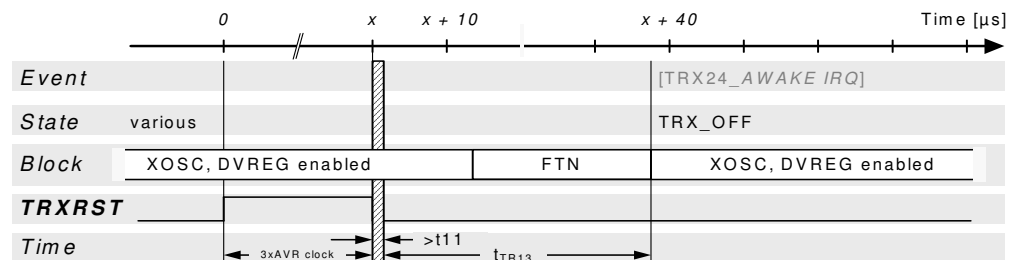 0 x x + 10 x + 40 Time [µs]
Event [TRX24_AWAKE IRQ]
State various TRX_OFF
Block XOSC, DVREG enabled FTN XOSC, DVREG enabled
TRXRST
Time 3xAVR clock >t11 tTR13